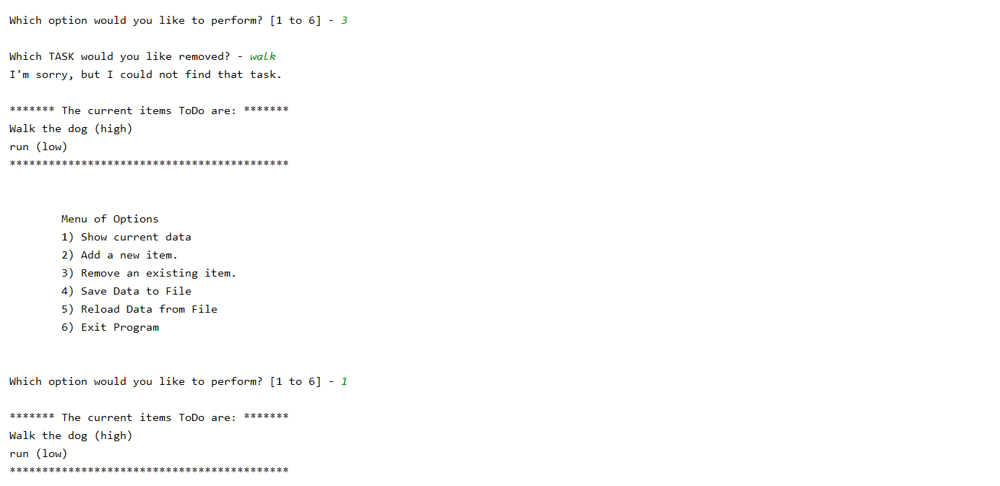 Which option would you like to perform? [1 to 6] - 3
Which TASK would you like removed? - walk
I'm sorry, but I could not find that task.
******* The current items ToDo are: *******
Walk the dog (high)
run (low)
*******************************************
Menu of Options
1) Show current data
2) Add a new item.
3) Remove an existing item.
4) Save Data to File
5) Reload Data from File
6) Exit Program
Which option would you like to perform? [1 to 6] - 1
******* The current items ToDo are: *******
Walk the dog (high)
run (low)
*******************************************